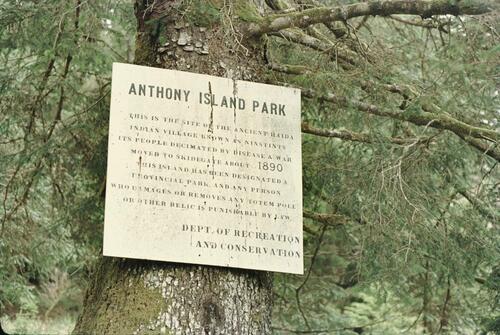 ANTHONY ISLAND PARK
THIS IS THE SITE OF THE ANCIENT HAIDA
INDIAN VILLAGE KNOWN AS NINSTINTS
ITS PEOPLE DECIMATED BY DISEASE & WAR
MOVED TO SKIDEGATE ABOUT 1890
THIS ISLAND HAS BEEN DESIGNATED A
PROVINCIAL PARK, AND ANY PERSON
WHO DAMAGES OR REMOVES ANY TOTEM POLE
OR OTHER RELIC IS PUNISHABLE BY LAW.
DEPT. OF RECREATION
AND CONSERVATION